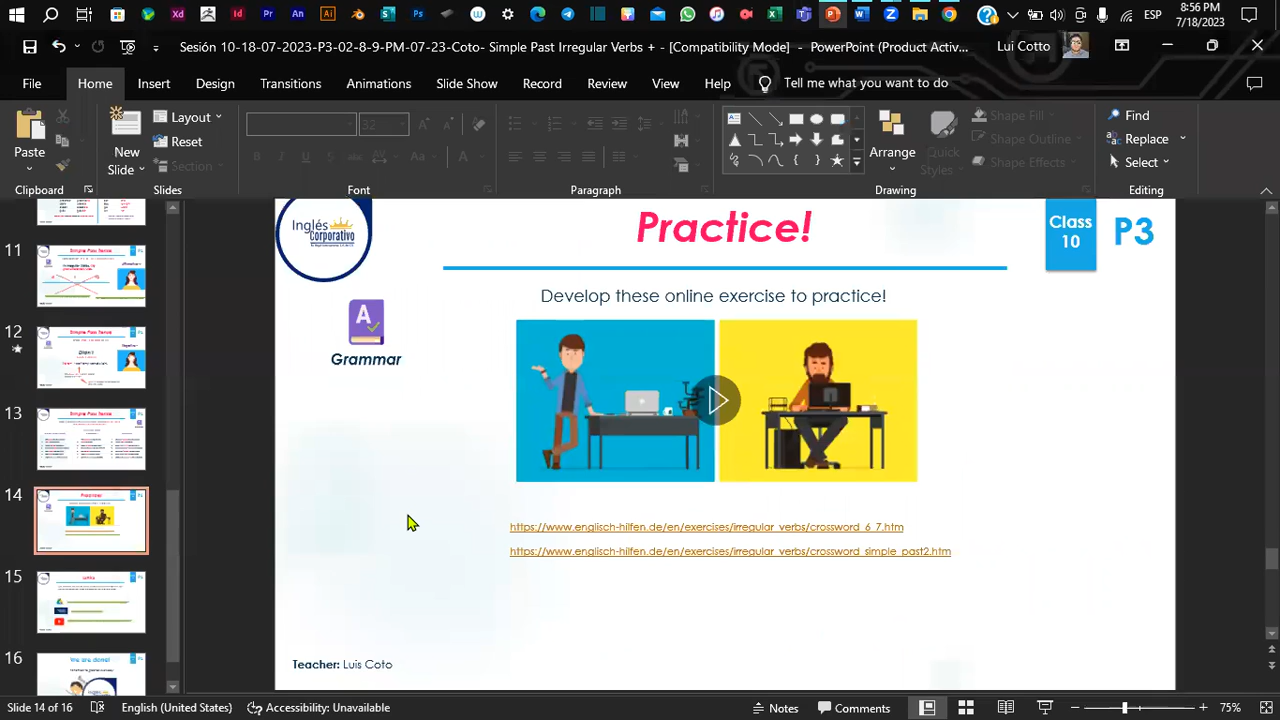 8:56 PM
ESP
7/18/2023
Sesión 10-18-07-2023-P3-02-8-9-PM-07-23-Coto- Simple Past Irregular Verbs + - [Compatibility Mode] - PowerPoint (Product Activ...
Lui Cotto
File
Home
Insert
Design
Transitions
Animations
Slide Show
Record
Review
View
Help
Tell me what you want to do
Paste
New
Slide
Layout
Reset
Section
32
Arrange
Quick
Styles
Shape Fill
Shape Outline
Shape Effects
Find
Replace
Select
Clipboard
Slides
Font
Paragraph
Drawing
Editing
11
12
13
14
15
16
Inglés
Corporativo
Practice!
Class
10
P3
Develop these online exercise to practice!
Grammar
https://www.englisch-hilfen.de/en/exercises/irregular_verbs/crossword_6_7.htm
https://www.englisch-hilfen.de/en/exercises/irregular_verbs/crossword_simple_past2.htm
Teacher: Luis Coto
Slide 14 of 16
English (United States)
Accessibility: Unavailable
Notes
Comments
75%